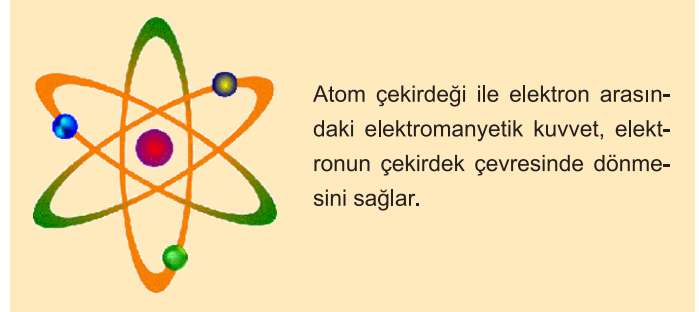 Atom çekirdeği ile elektron arasın-
daki elektromanyetik kuvvet, elekt-
ronun çekirdek çevresinde dönme-
sini sağlar.